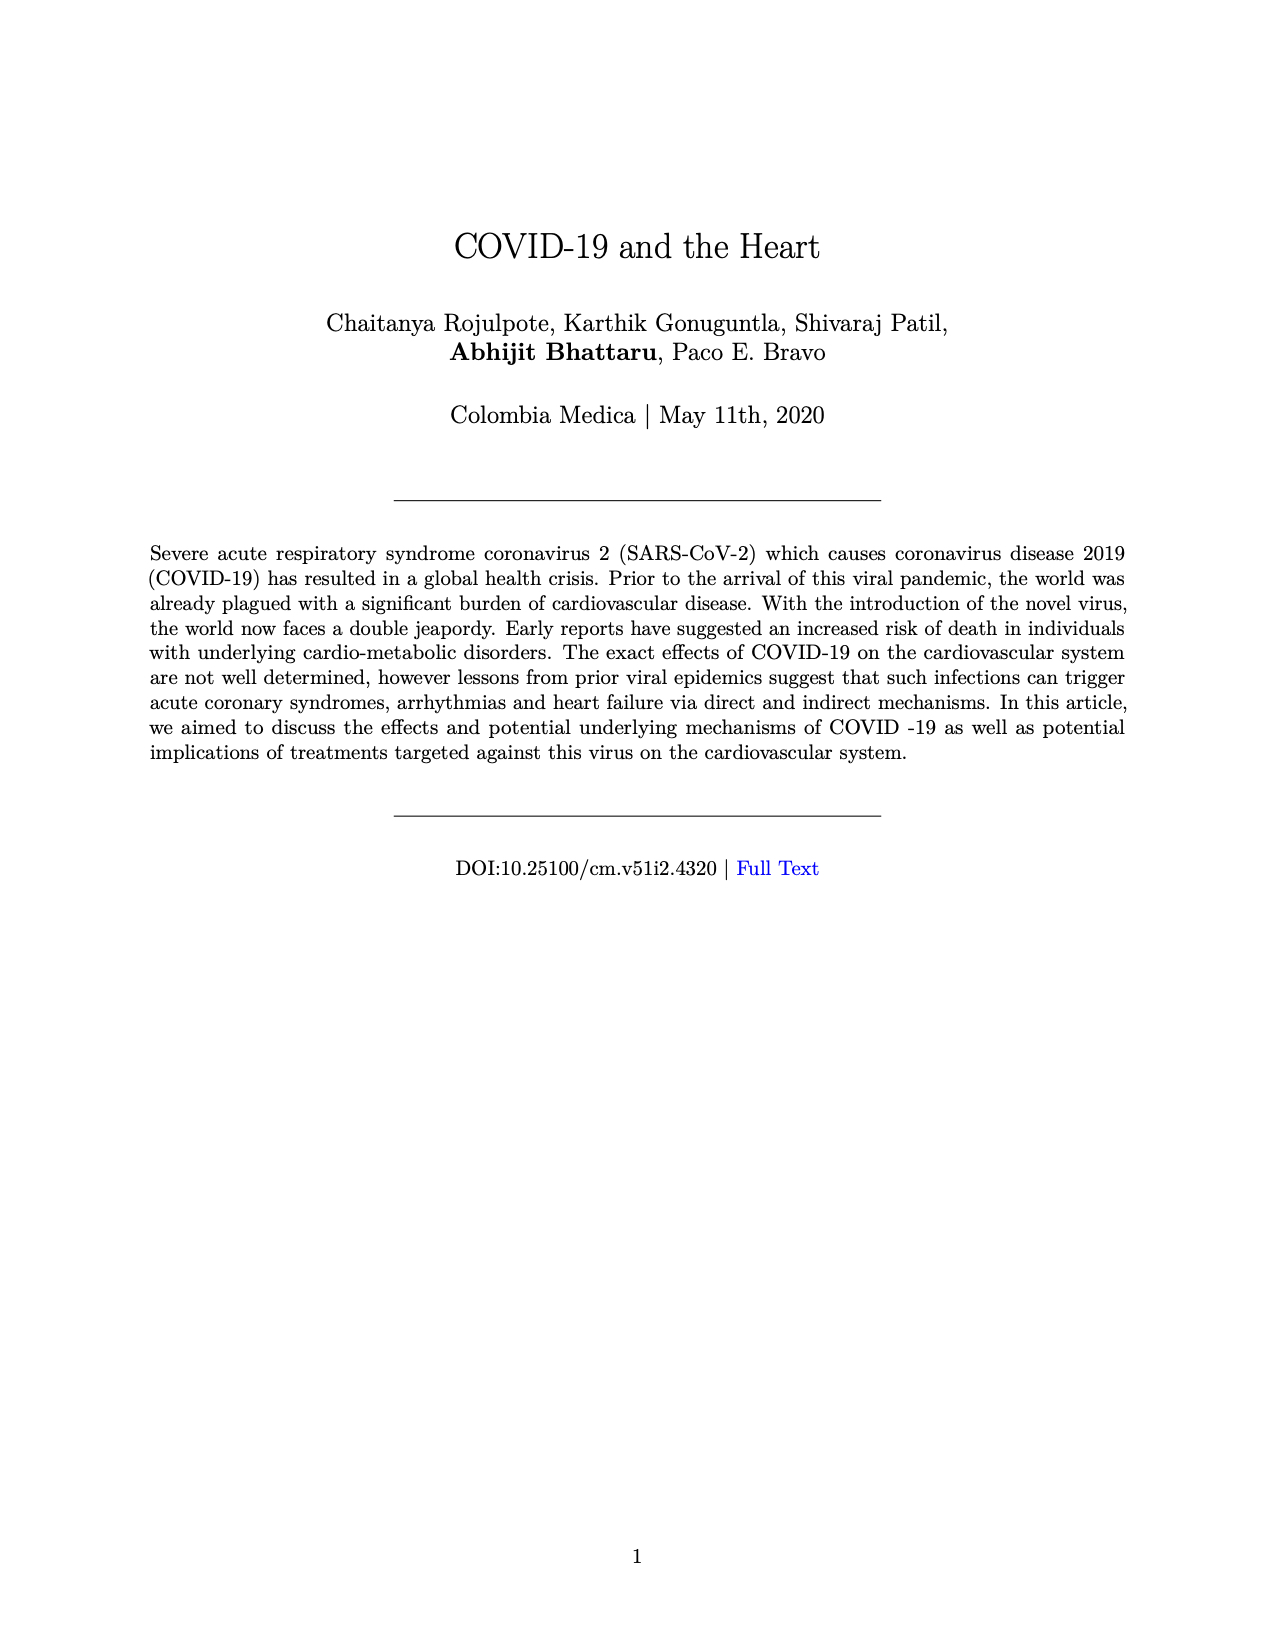 COVID-19 and the Heart
Chaitanya Rojulpote, Karthik Gonuguntla, Shivaraj Patil,
Abhijit Bhattaru, Paco E. Bravo
Colombia Medica | May 11th, 2020
Severe acute respiratory syndrome coronavirus 2 (SARS-CoV-2) which causes coronavirus disease 2019
(COVID-19) has resulted in a global health crisis. Prior to the arrival of this viral pandemic, the world was
already plagued with a significant burden of cardiovascular disease. With the introduction of the novel virus,
the world now faces a double jeapordy. Early reports have suggested an increased risk of death in individuals
with underlying cardio-metabolic disorders. The exact effects of COVID-19 on the cardiovascular system
are not well determined, however lessons from prior viral epidemics suggest that such infections can trigger
acute coronary syndromes, arrhythmias and heart failure via direct and indirect mechanisms. In this article,
we aimed to discuss the effects and potential underlying mechanisms of COVID -19 as well as potential
implications of treatments targeted against this virus on the cardiovascular system.
DOI:10.25100/cm.v51i2.4320 | Full Text
1